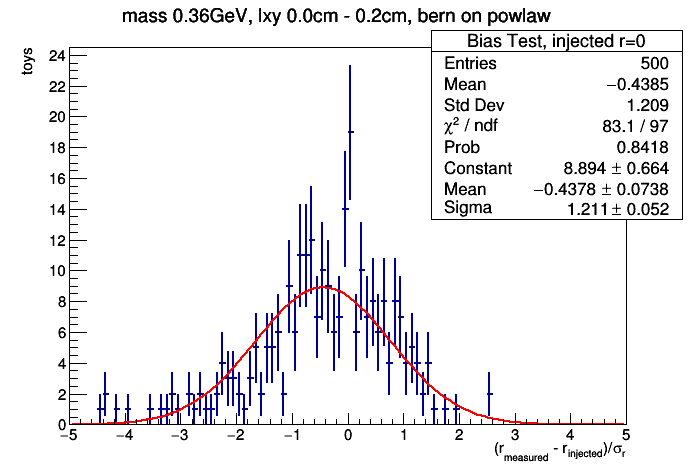 mass 0.36GeV, lxy 0.0cm - 0.2cm, bern on powlaw
Bias Test, injected r=0
Entries 500
Mean −0.4385
Std Dev 1.209
χ² / ndf 83.1 / 97
Prob 0.8418
Constant 8.894 ± 0.664
Mean −0.4378 ± 0.0738
Sigma 1.211 ± 0.052
toys
24
22
20
18
16
14
12
10
8
6
4
2
0
−5 −4 −3 −2 −1 0 1 2 3 4 5
(r_measured - r_injected)/σ_r